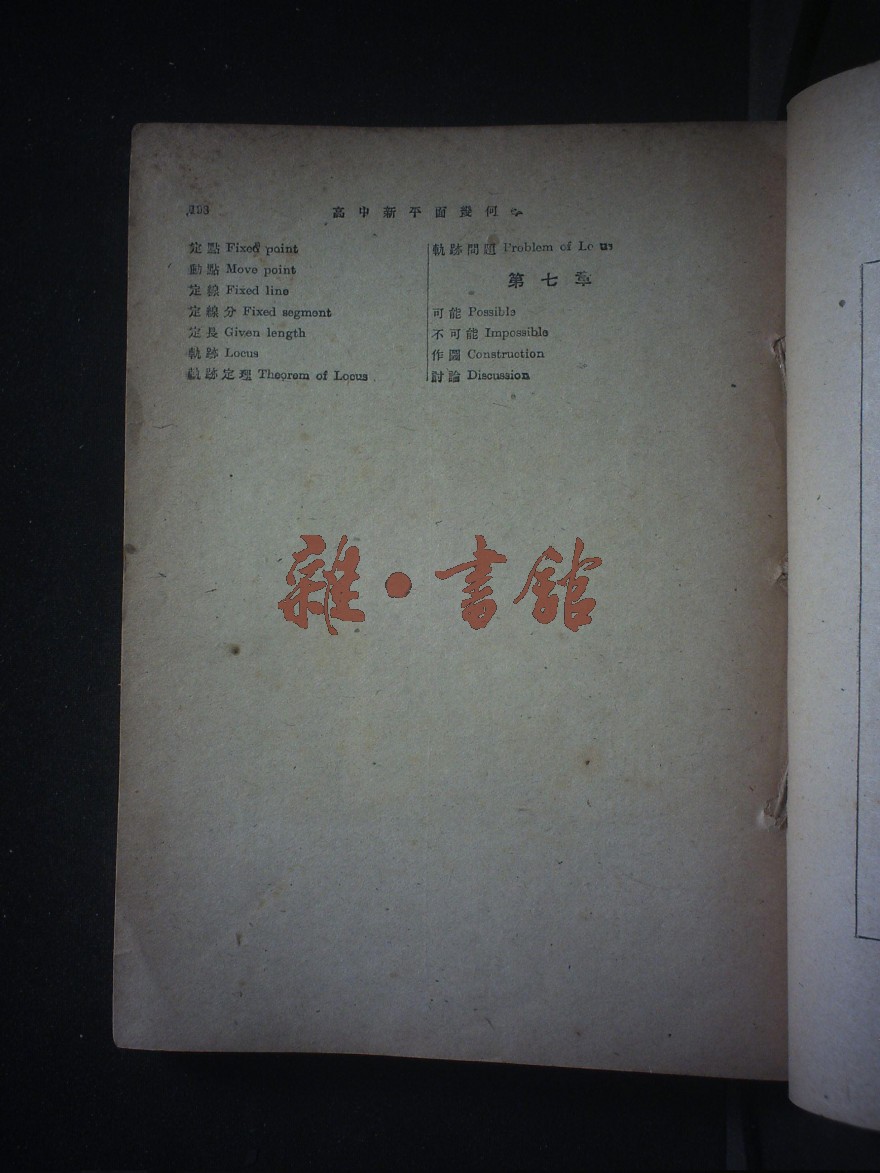 高中新平面幾何
定點 Fixed point
動點 Move point
定線 Fixed line
定線分 Fixed segment
定長 Given length
軌跡 Locus
軌跡定理 Theorem of Locus
軌跡問題 Problem of Locus
第七章
可能 Possible
不可能 Impossible
作圖 Construction
討論 Discussion
雜·書館